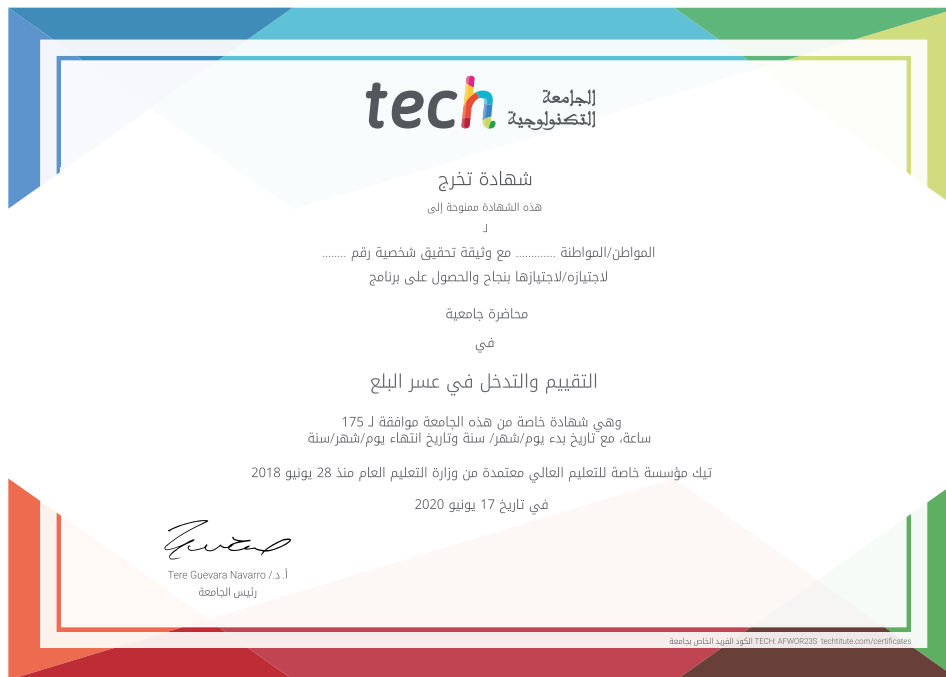 tech الجامعة
التكنولوجية
شهادة تخرج
هذه الشهادة ممنوحة إلى
لـ
المواطن/المواطنة ............ مع وثيقة تحقيق شخصية رقم ........
لاجتيازه/لاجتيازها بنجاح والحصول على برنامج
محاضرة جامعية
في
التقييم والتدخل في عسر البلع
وهي شهادة خاصة من هذه الجامعة موافقة لـ 175
ساعة، مع تاريخ بدء يوم/شهر/ سنة وتاريخ انتهاء يوم/شهر/سنة
تيك مؤسسة خاصة للتعليم العالي معتمدة من وزارة التعليم العام منذ 28 يونيو 2018
في تاريخ 17 يونيو 2020
أ. د./ Tere Guevara Navarro
رئيس الجامعة
الكود الفريد الخاص بجامعة TECH: AFWOR23S techtitute.com/certificates